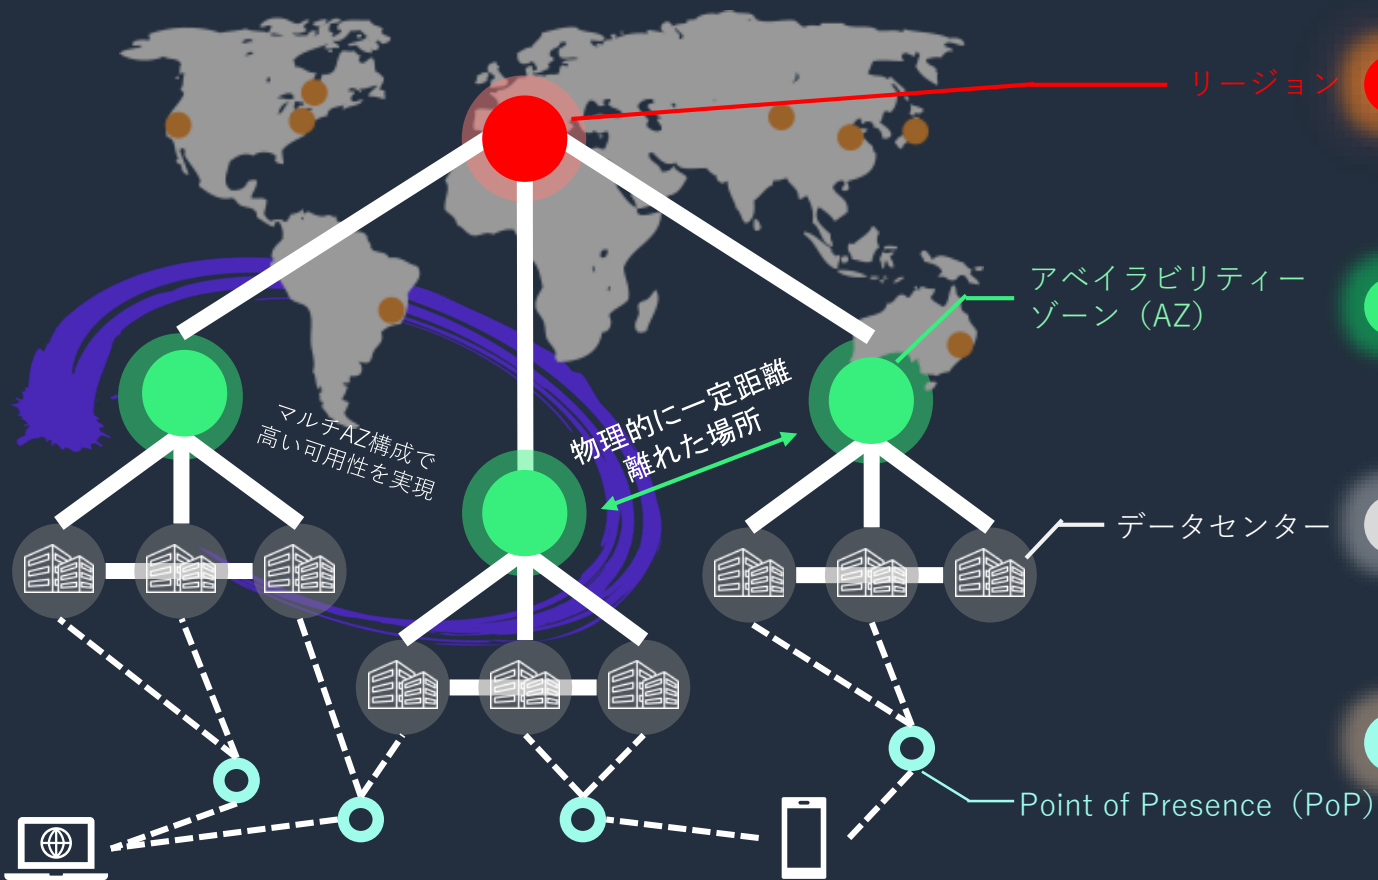 リージョン
アベイラビリティー
ゾーン（AZ）
物理的に一定距離
離れた場所
マルチAZ構成で
高い可用性を実現
データセンター
Point of Presence（PoP）